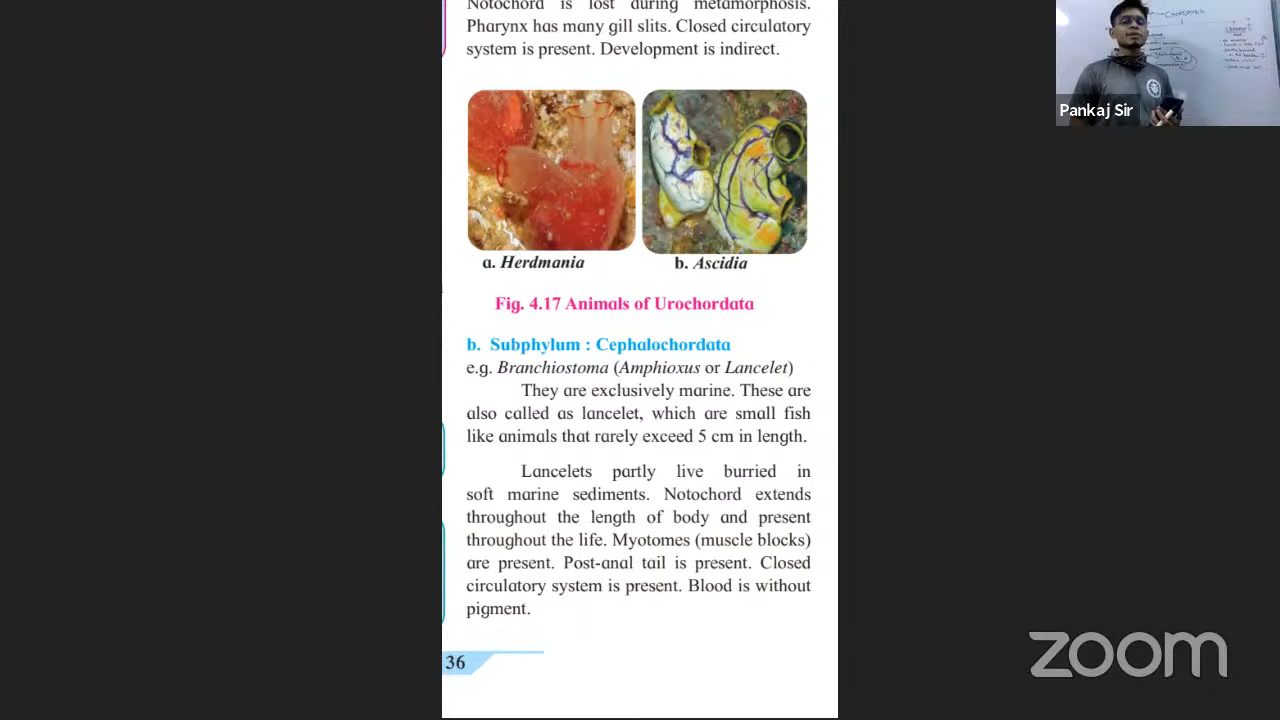 Notochord is lost during metamorphosis.
Pharynx has many gill slits. Closed circulatory
system is present. Development is indirect.
a. Herdmania
b. Ascidia
Fig. 4.17 Animals of Urochordata
b. Subphylum : Cephalochordata
e.g. Branchiostoma (Amphioxus or Lancelet)
They are exclusively marine. These are
also called as lancelet, which are small fish
like animals that rarely exceed 5 cm in length.
Lancelets partly live burried in
soft marine sediments. Notochord extends
throughout the length of body and present
throughout the life. Myotomes (muscle blocks)
are present. Post-anal tail is present. Closed
circulatory system is present. Blood is without
pigment.
36
CHORDATES
Pankaj Sir
zoom